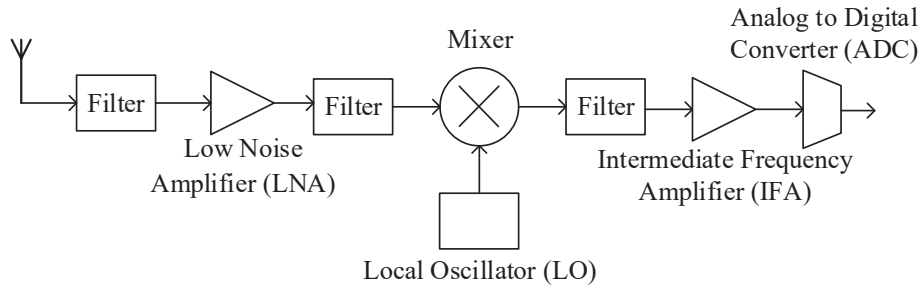 Analog to Digital
Converter (ADC)
Mixer
Filter
Filter
Filter
Low Noise
Amplifier (LNA)
Intermediate Frequency
Amplifier (IFA)
Local Oscillator (LO)